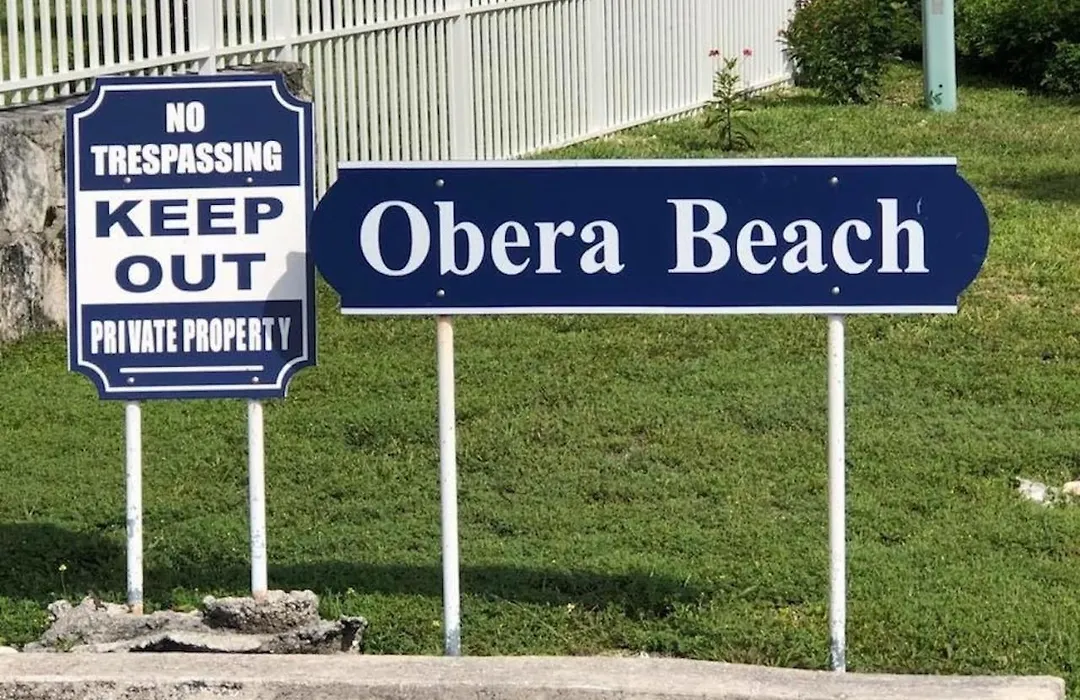 NO
TRESPASSING
KEEP
OUT
PRIVATE PROPERTY
Obera Beach